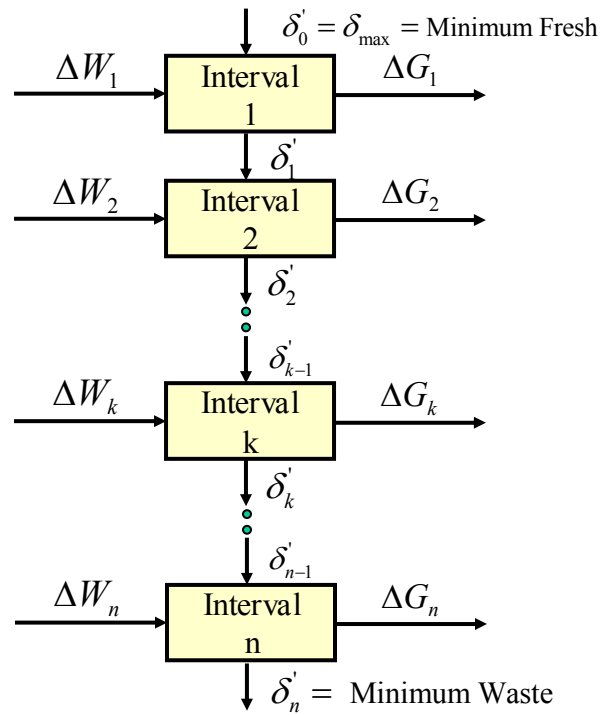 δ'₀ = δₘₐₓ = Minimum Fresh
ΔW₁
Interval
1
ΔG₁
δ'₁
ΔW₂
Interval
2
ΔG₂
δ'₂
δ'ₖ₋₁
ΔWₖ
Interval
k
ΔGₖ
δ'ₖ
δ'ₙ₋₁
ΔWₙ
Interval
n
ΔGₙ
δ'ₙ = Minimum Waste